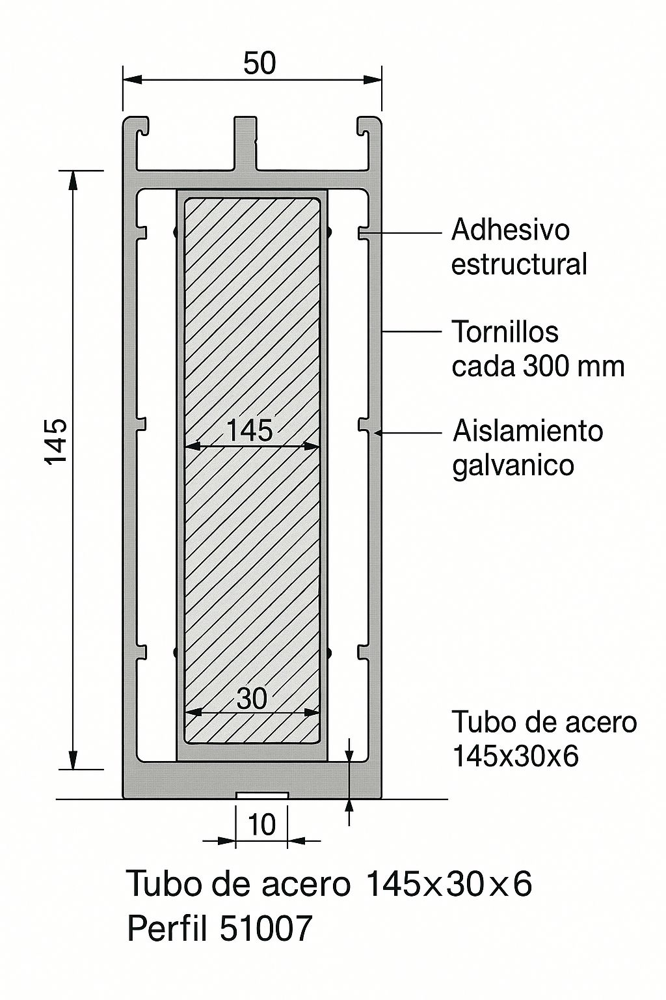 50
Adhesivo
estructural
Tornillos
cada 300 mm
145
145
Aislamiento
galvanico
30
Tubo de acero
145x30x6
10
Tubo de acero 145x30x6
Perfil 51007